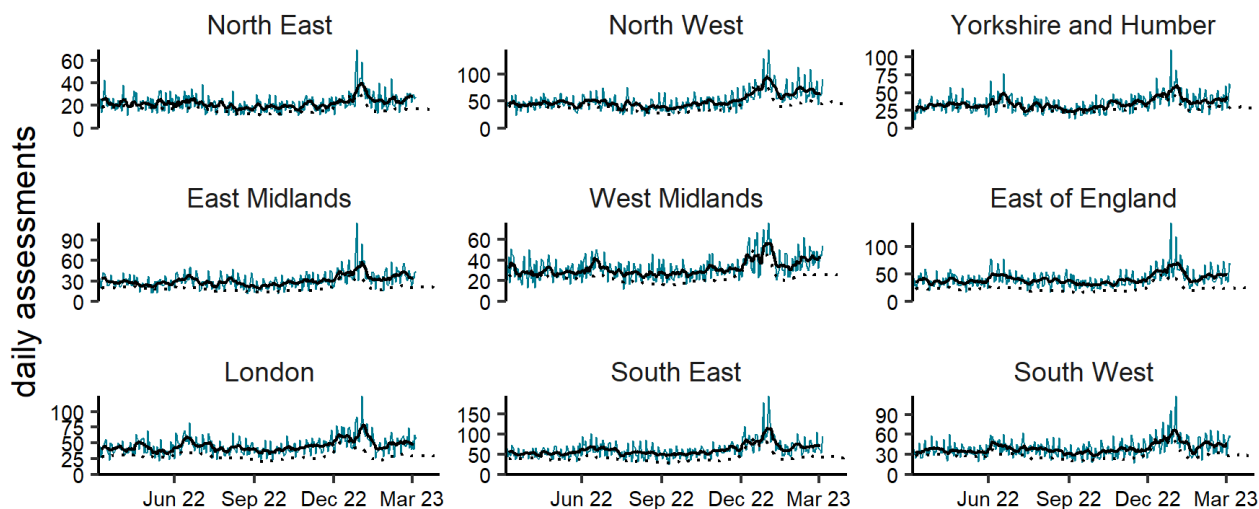 North East
North West
Yorkshire and Humber
60
40
20
0
100
50
0
100
75
50
25
0
daily assessments
East Midlands
West Midlands
East of England
90
60
30
0
60
40
20
0
100
50
0
London
South East
South West
100
75
50
25
0
150
100
50
0
90
60
30
0
Jun 22 Sep 22 Dec 22 Mar 23
Jun 22 Sep 22 Dec 22 Mar 23
Jun 22 Sep 22 Dec 22 Mar 23